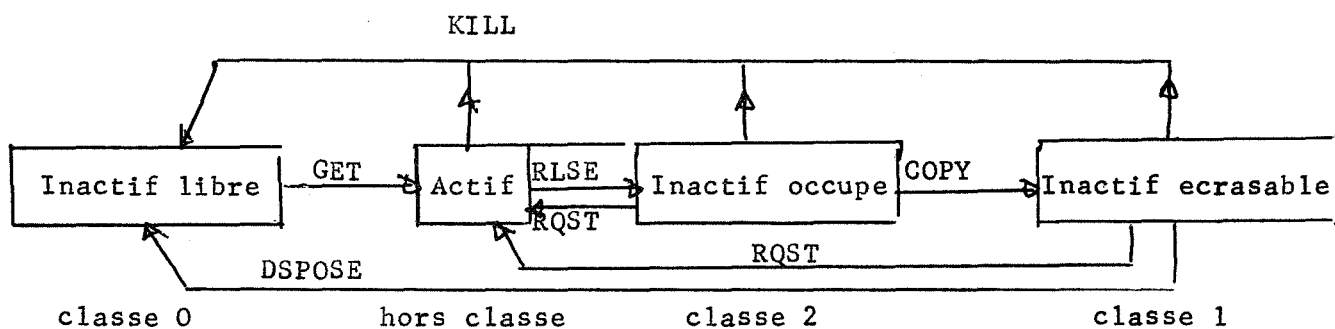 KILL
Inactif libre
GET
Actif
RLSE
RQST
Inactif occupe
COPY
Inactif ecrasable
RQST
DSPOSE
classe 0
hors classe
classe 2
classe 1